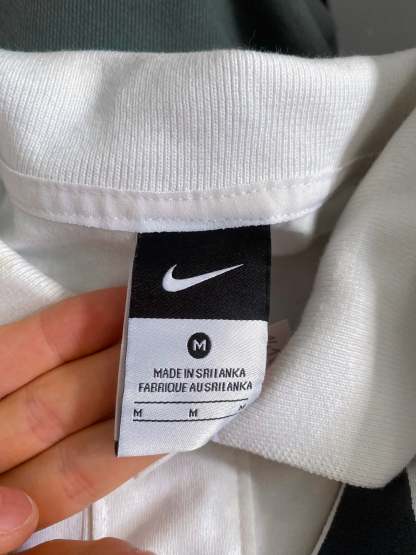 M
MADE IN SRI LANKA
FABRIQUE AU SRI LANKA
M M M